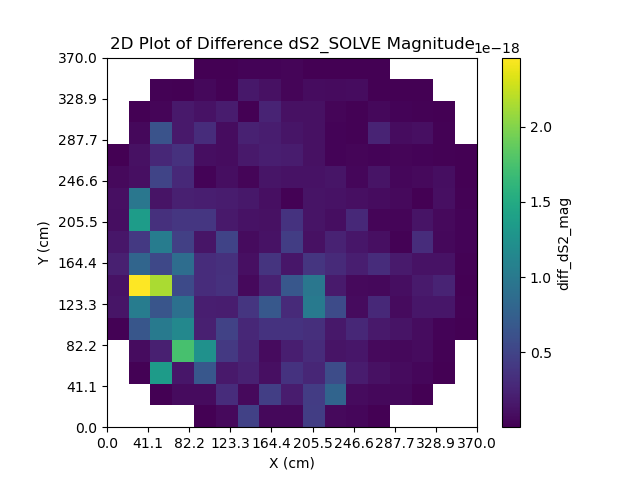 2D Plot of Difference dS2_SOLVE Magnitude
1e−18
370.0
328.9
287.7
246.6
205.5
164.4
123.3
82.2
41.1
0.0
Y (cm)
0.0 41.1 82.2 123.3 164.4 205.5 246.6 287.7 328.9 370.0
X (cm)
2.0
1.5
1.0
0.5
diff_dS2_mag